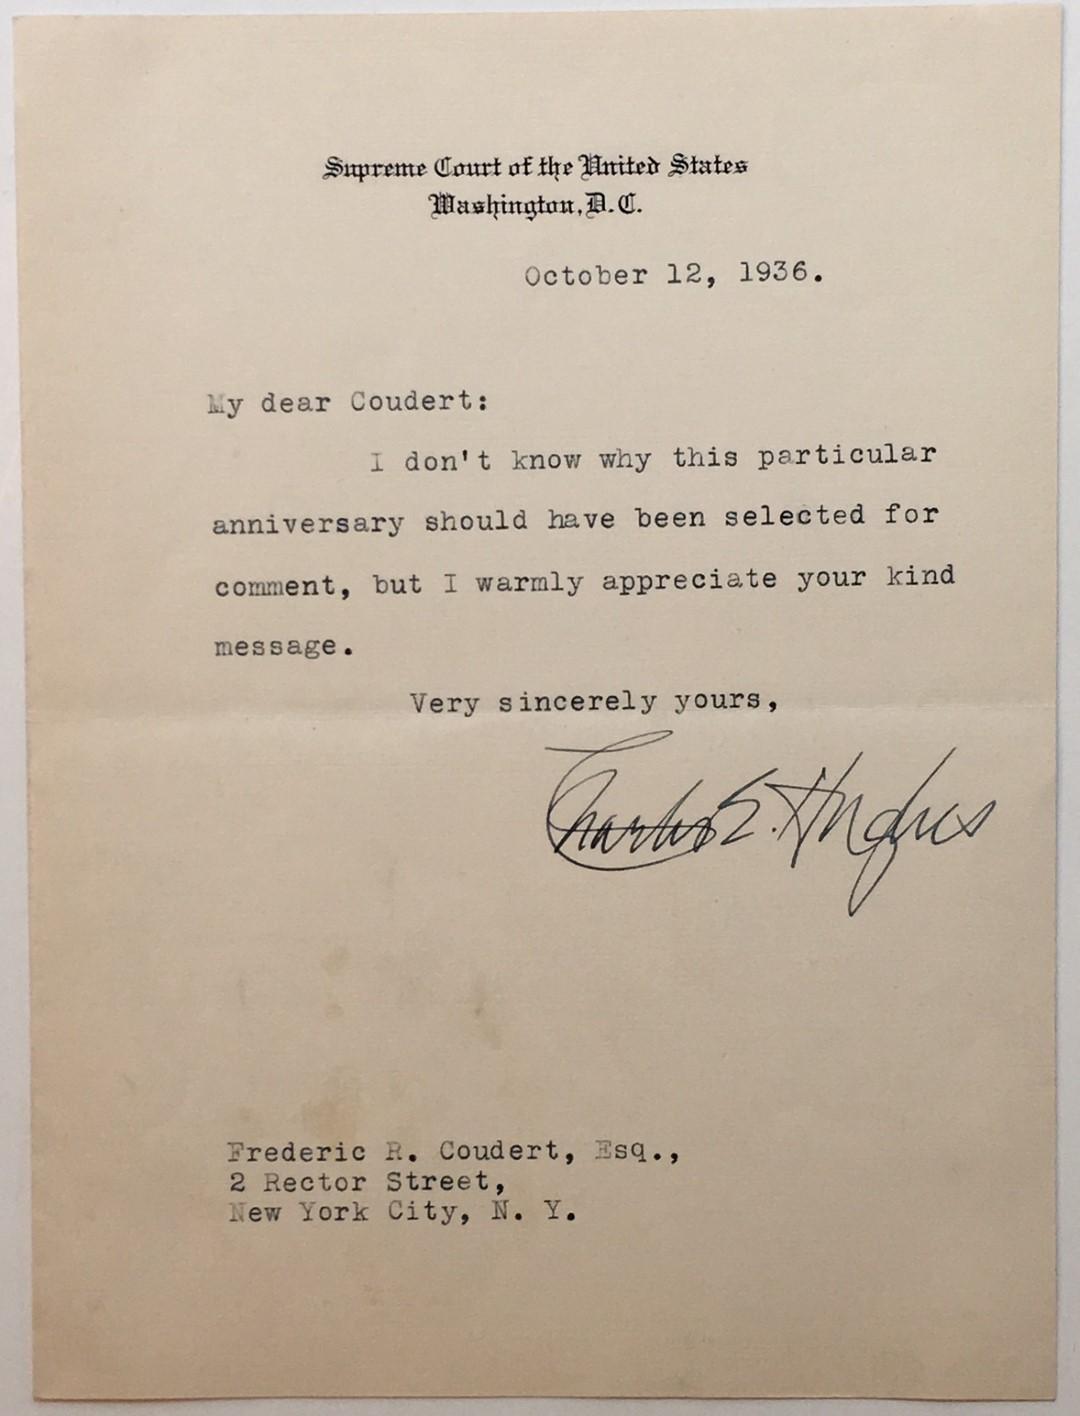 Supreme Court of the United States
Washington, D. C.
October 12, 1936.
My dear Coudert:
I don't know why this particular
anniversary should have been selected for
comment, but I warmly appreciate your kind
message.
Very sincerely yours,
Charles E. Hughes
Frederic R. Coudert, Esq.,
2 Rector Street,
New York City, N. Y.